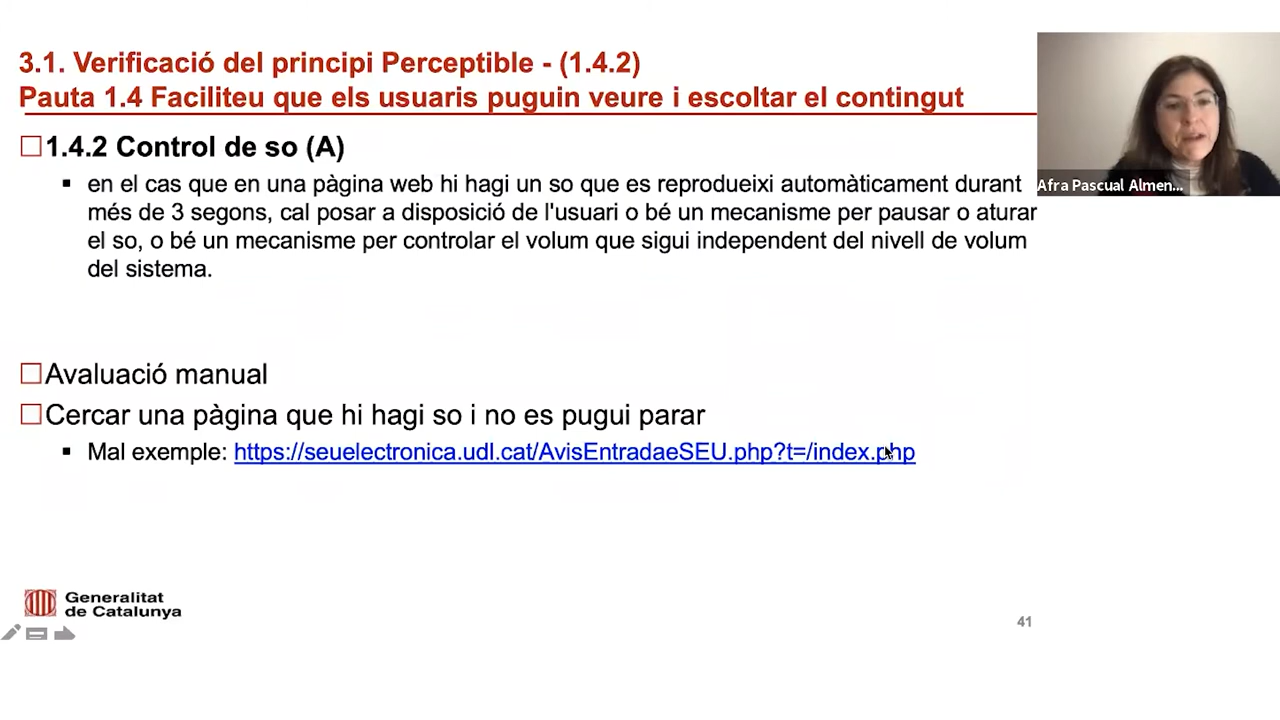 3.1. Verificació del principi Perceptible - (1.4.2)
Pauta 1.4 Faciliteu que els usuaris puguin veure i escoltar el contingut
1.4.2 Control de so (A)
en el cas que en una pàgina web hi hagi un so que es reprodueixi automàticament durant
més de 3 segons, cal posar a disposició de l'usuari o bé un mecanisme per pausar o aturar
el so, o bé un mecanisme per controlar el volum que sigui independent del nivell de volum
del sistema.
Afra Pascual Almen...
Avaluació manual
Cercar una pàgina que hi hagi so i no es pugui parar
Mal exemple: https://seuelectronica.udl.cat/AvisEntradaeSEU.php?t=/index.php
Generalitat
de Catalunya
41